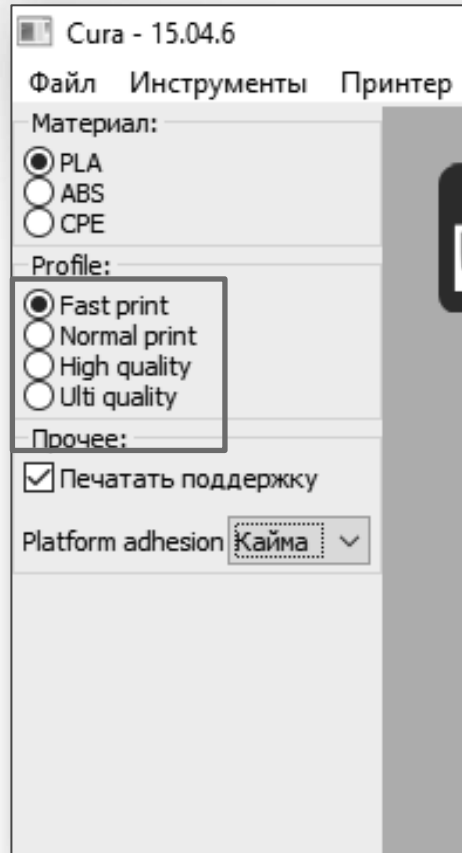 Cura - 15.04.6
Файл Инструменты Принтер
Материал:
PLA
ABS
CPE
Profile:
Fast print
Normal print
High quality
Ulti quality
Прочее:
Печатать поддержку
Platform adhesion Кайма